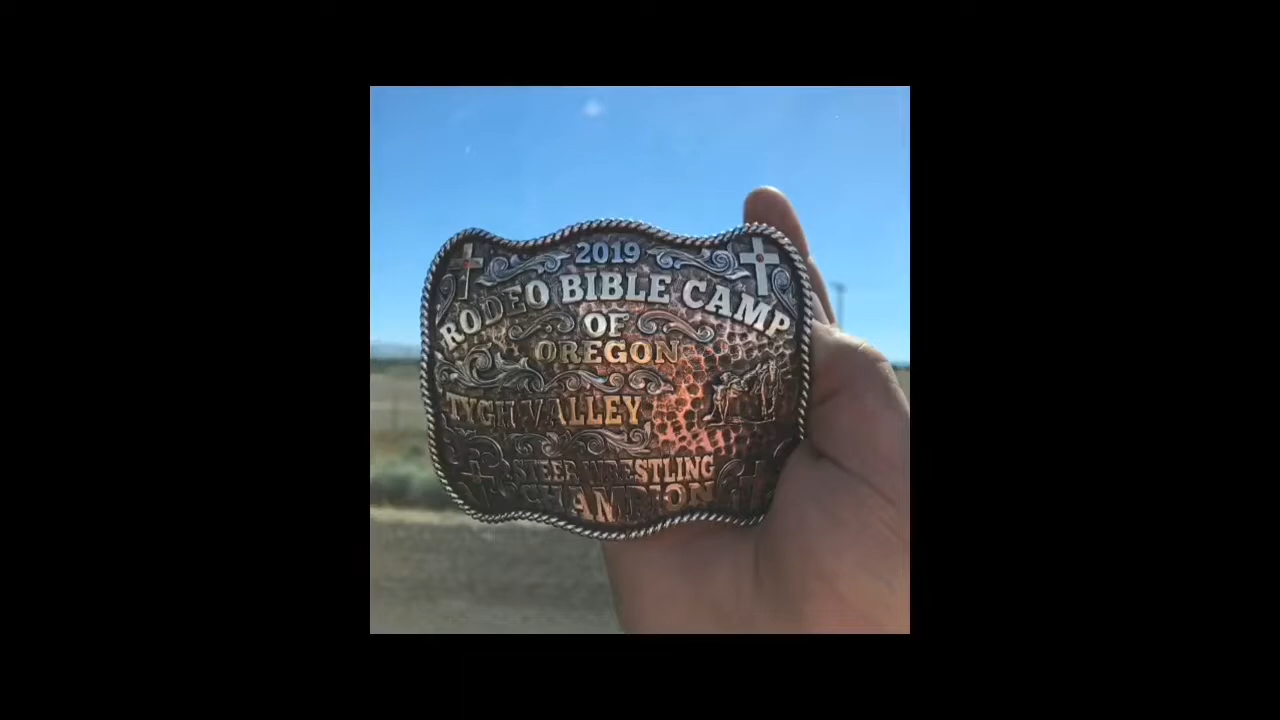 2019
RODEO BIBLE CAMP
OF
OREGON
TYGH VALLEY
STEER WRESTLING
CHAMPION